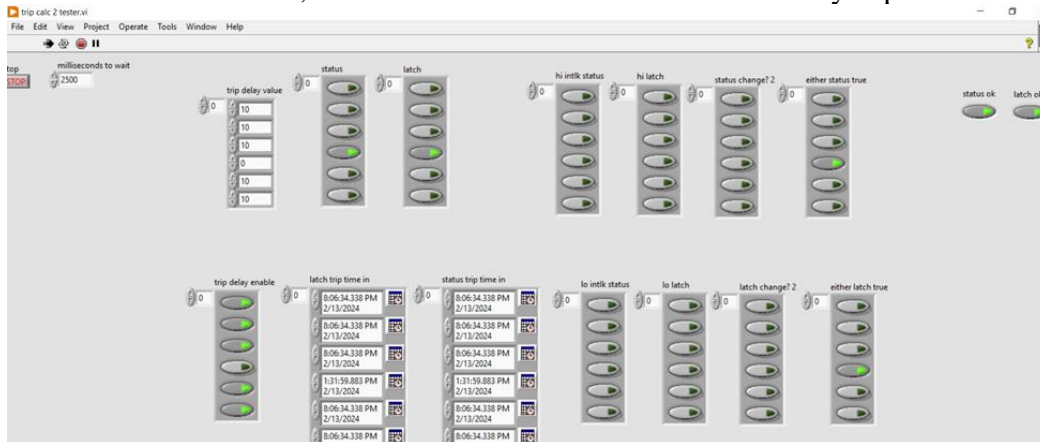 trip calc 2 tester.vi
File Edit View Project Operate Tools Window Help
milliseconds to wait
STOP
2500
status
latch
hi intlk status
hi latch
status change? 2
either status true
status ok
trip delay value
0
0
0
0
0
0
0
10
10
10
0
10
10
trip delay enable
latch trip time in
status trip time in
lo intlk status
lo latch
latch change? 2
either latch true
0
0
0
0
0
0
0
8:06:34.338 PM
2/13/2024
8:06:34.338 PM
2/13/2024
8:06:34.338 PM
2/13/2024
1:31:59.883 PM
2/13/2024
8:06:34.338 PM
2/13/2024
8:06:34.338 PM
8:06:34.338 PM
2/13/2024
8:06:34.338 PM
2/13/2024
8:06:34.338 PM
2/13/2024
1:31:59.883 PM
2/13/2024
8:06:34.338 PM
2/13/2024
8:06:34.338 PM